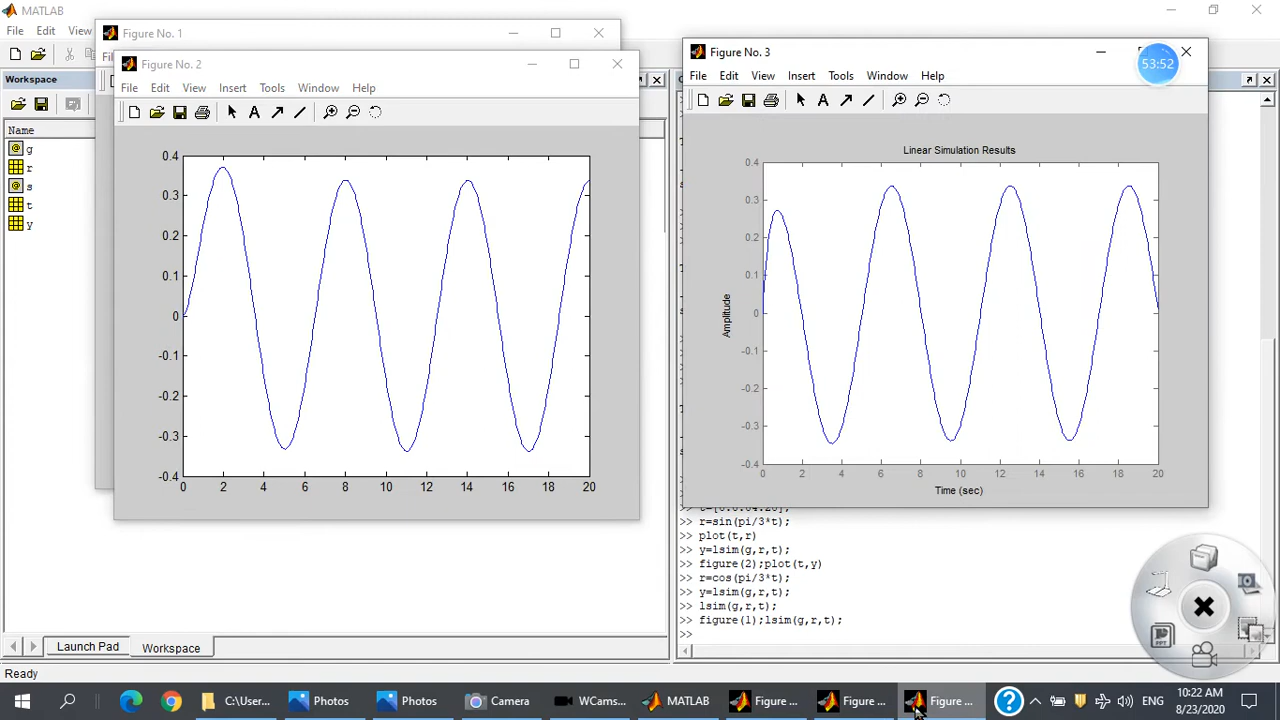 MATLAB
File Edit View
Workspace
Name
g
r
s
t
y
Launch Pad Workspace
Ready
Figure No. 1
Figure No. 2
File Edit View Insert Tools Window Help
0.4
0.3
0.2
0.1
0
-0.1
-0.2
-0.3
-0.4
0 2 4 6 8 10 12 14 16 18 20
Figure No. 3
53:52
File Edit View Insert Tools Window Help
Linear Simulation Results
0.4
0.3
0.2
0.1
0
-0.1
-0.2
-0.3
-0.4
Amplitude
0 2 4 6 8 10 12 14 16 18 20
Time (sec)
>> r=sin(pi/3*t);
>> plot(t,r)
>> y=lsim(g,r,t);
>> figure(2);plot(t,y)
>> r=cos(pi/3*t);
>> y=lsim(g,r,t);
>> lsim(g,r,t);
>> figure(1);lsim(g,r,t);
>>
PPT
C:\User... Photos Photos Camera WCams... MATLAB Figure ... Figure ... Figure ... ENG
10:22 AM
8/23/2020